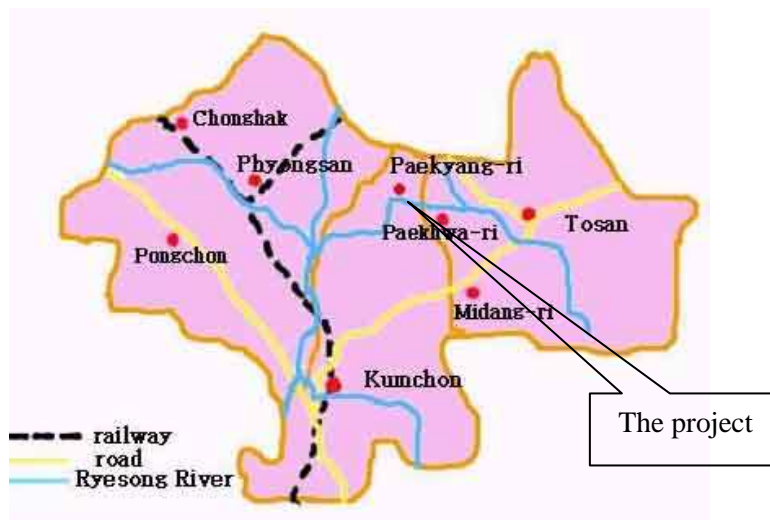 Chonghak
Phyongsan
Paekyang-ri
Paekhwa-ri
Tosan
Pongchon
Midang-ri
Kumchon
The project
railway
road
Ryesong River